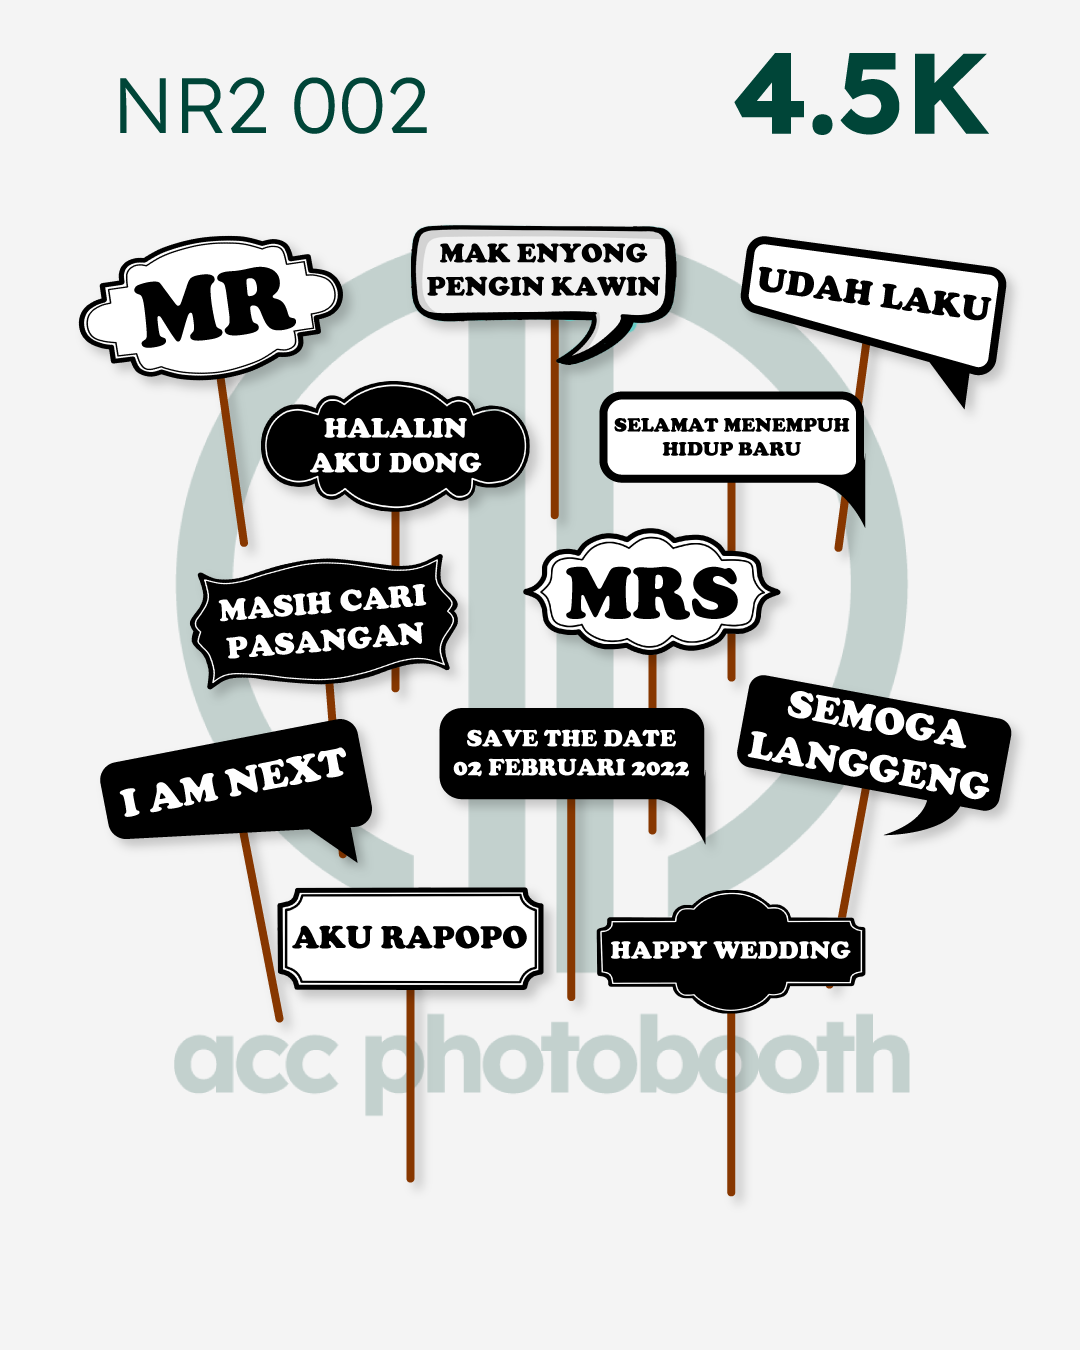 NR2 002
4.5K
MR
MAK ENYONG
PENGIN KAWIN
UDAH LAKU
HALALIN
AKU DONG
SELAMAT MENEMPUH
HIDUP BARU
MASIH CARI
PASANGAN
MRS
I AM NEXT
SAVE THE DATE
02 FEBRUARI 2022
SEMOGA
LANGGENG
AKU RAPOPO
HAPPY WEDDING
acc photobooth